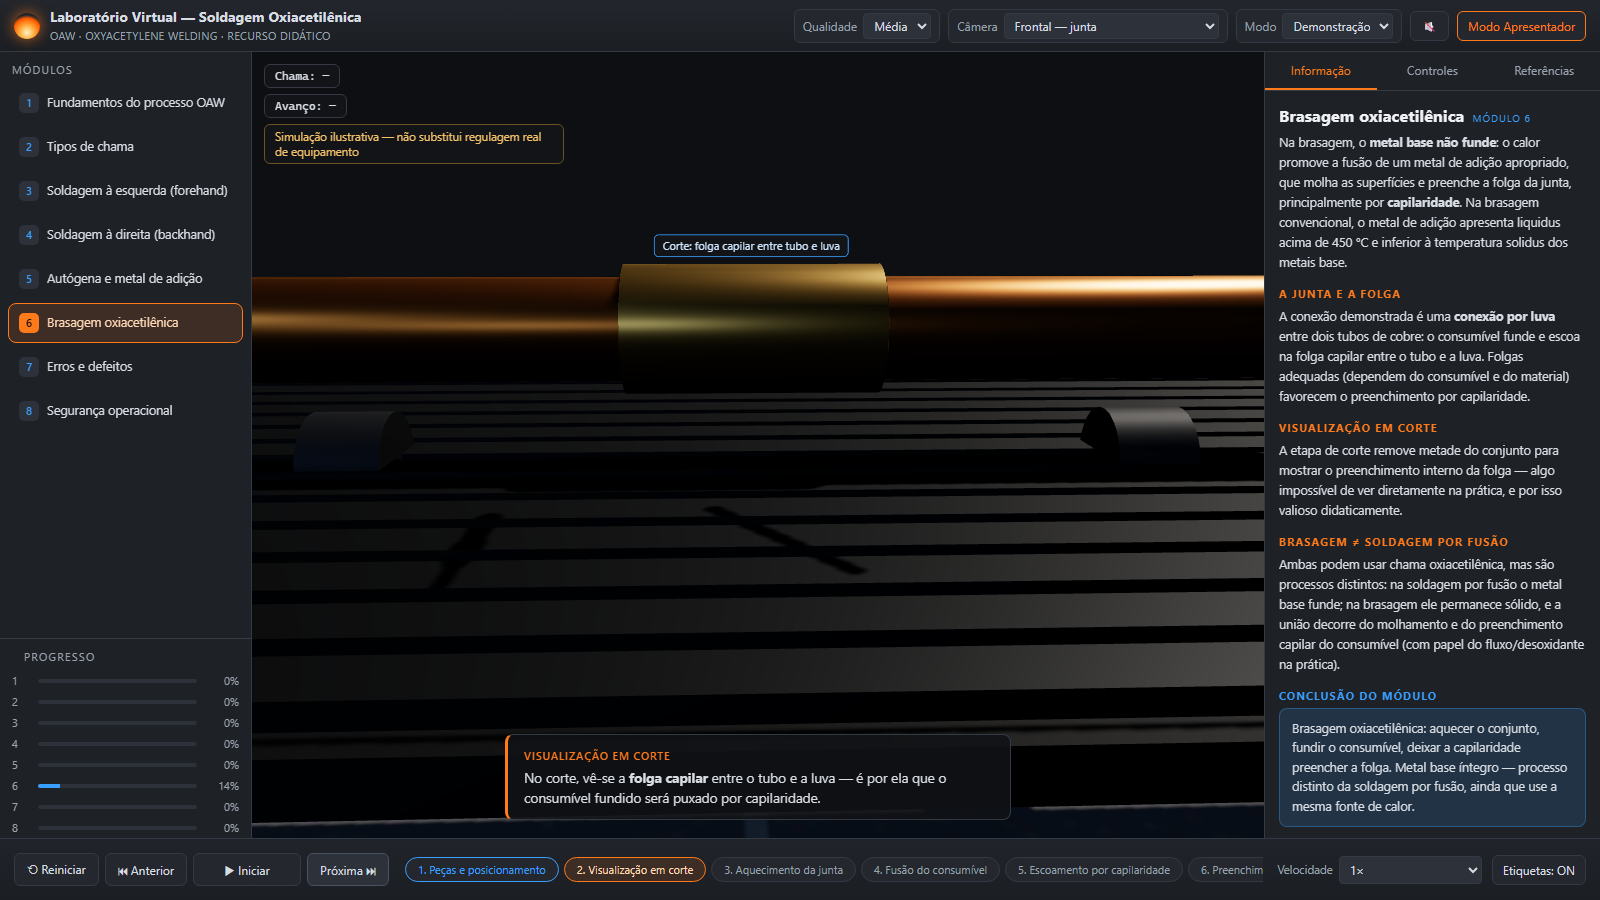 Laboratório Virtual — Soldagem Oxiacetilênica
OAW · OXYACETYLENE WELDING · RECURSO DIDÁTICO
Qualidade
Média
Câmera
Frontal — junta
Modo
Demonstração
Modo Apresentador
MÓDULOS
1 Fundamentos do processo OAW
2 Tipos de chama
3 Soldagem à esquerda (forehand)
4 Soldagem à direita (backhand)
5 Autógena e metal de adição
6 Brasagem oxiacetilênica
7 Erros e defeitos
8 Segurança operacional
PROGRESSO
1 0%
2 0%
3 0%
4 0%
5 0%
6 14%
7 0%
8 0%
Chama: —
Avanço: —
Simulação ilustrativa — não substitui regulagem real
de equipamento
Corte: folga capilar entre tubo e luva
VISUALIZAÇÃO EM CORTE
No corte, vê-se a folga capilar entre o tubo e a luva — é por ela que o
consumível fundido será puxado por capilaridade.
Informação
Controles
Referências
Brasagem oxiacetilênica MÓDULO 6
Na brasagem, o metal base não funde: o calor
promove a fusão de um metal de adição apropriado,
que molha as superfícies e preenche a folga da junta,
principalmente por capilaridade. Na brasagem
convencional, o metal de adição apresenta liquidus
acima de 450 °C e inferior à temperatura solidus dos
metais base.
A JUNTA E A FOLGA
A conexão demonstrada é uma conexão por luva
entre dois tubos de cobre: o consumível funde e escoa
na folga capilar entre o tubo e a luva. Folgas
adequadas (dependem do consumível e do material)
favorecem o preenchimento por capilaridade.
VISUALIZAÇÃO EM CORTE
A etapa de corte remove metade do conjunto para
mostrar o preenchimento interno da folga — algo
impossível de ver diretamente na prática, e por isso
valioso didaticamente.
BRASAGEM ≠ SOLDAGEM POR FUSÃO
Ambas podem usar chama oxiacetilênica, mas são
processos distintos: na soldagem por fusão o metal
base funde; na brasagem ele permanece sólido, e a
união decorre do molhamento e do preenchimento
capilar do consumível (com papel do fluxo/desoxidante
na prática).
CONCLUSÃO DO MÓDULO
Brasagem oxiacetilênica: aquecer o conjunto,
fundir o consumível, deixar a capilaridade
preencher a folga. Metal base íntegro — processo
distinto da soldagem por fusão, ainda que use a
mesma fonte de calor.
⟲ Reiniciar
⏮ Anterior
▶ Iniciar
Próxima ⏭
1. Peças e posicionamento
2. Visualização em corte
3. Aquecimento da junta
4. Fusão do consumível
5. Escoamento por capilaridade
6. Preenchim
Velocidade
1×
Etiquetas: ON